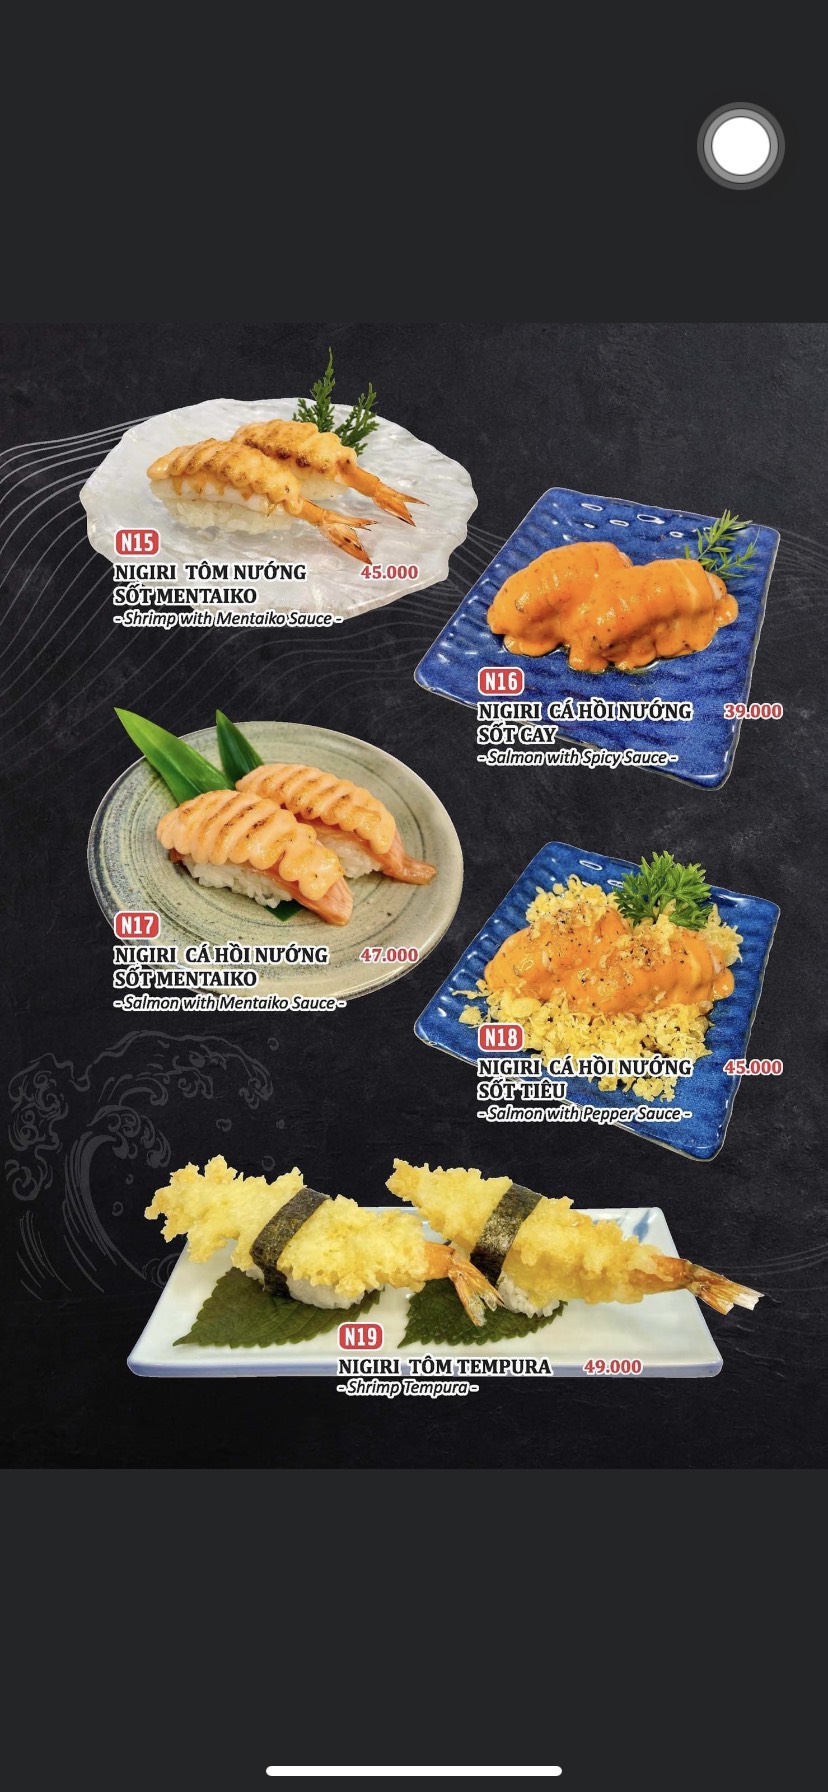 N15
NIGIRI TÔM NƯỚNG 45.000
SỐT MENTAIKO
- Shrimp with Mentaiko Sauce -
N16
NIGIRI CÁ HỒI NƯỚNG 39.000
SỐT CAY
- Salmon with Spicy Sauce -
N17
NIGIRI CÁ HỒI NƯỚNG 47.000
SỐT MENTAIKO
- Salmon with Mentaiko Sauce -
N18
NIGIRI CÁ HỒI NƯỚNG 45.000
SỐT TIÊU
- Salmon with Pepper Sauce -
N19
NIGIRI TÔM TEMPURA 49.000
- Shrimp Tempura -